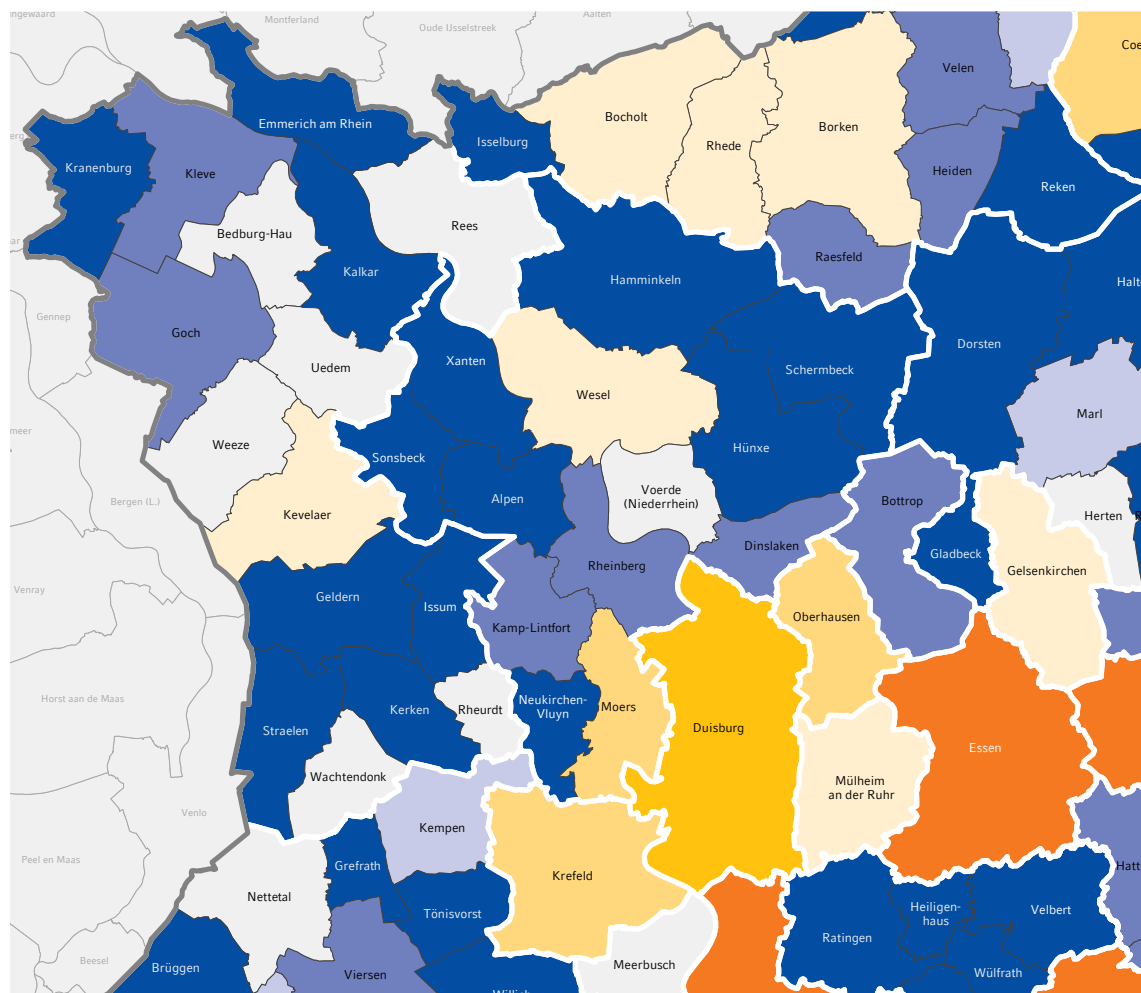 ingewaard
Montferland
Oude IJsselstreek
Aalten
Coe
Velen
Bocholt
Borken
Emmerich am Rhein
Isselburg
Rhede
Kranenburg
Kleve
Heiden
Reken
Rees
Bedburg-Hau
Raesfeld
Kalkar
Hamminkeln
Halte
Gennep
Goch
Dorsten
Xanten
Uedem
Schermbeck
Wesel
Marl
meer
Weeze
Hünxe
Sonsbeck
Voerde
(Niederrhein)
Alpen
Bergen (L.)
Bottrop
Kevelaer
Herten
R
Dinslaken
Gladbeck
Rheinberg
Gelsenkirchen
Venray
Geldern
Issum
Oberhausen
Kamp-Lintfort
Horst aan de Maas
Neukirchen-
Vluyn
Kerken
Rheurdt
Moers
Straelen
Duisburg
Essen
Wachtendonk
Mülheim
an der Ruhr
Venlo
Kempen
Peel en Maas
Grefrath
Hatt
Krefeld
Nettetal
Tönisvorst
Heiligen-
haus
Velbert
Ratingen
Beesel
Brüggen
Viersen
Meerbusch
Wülfrath
Willich